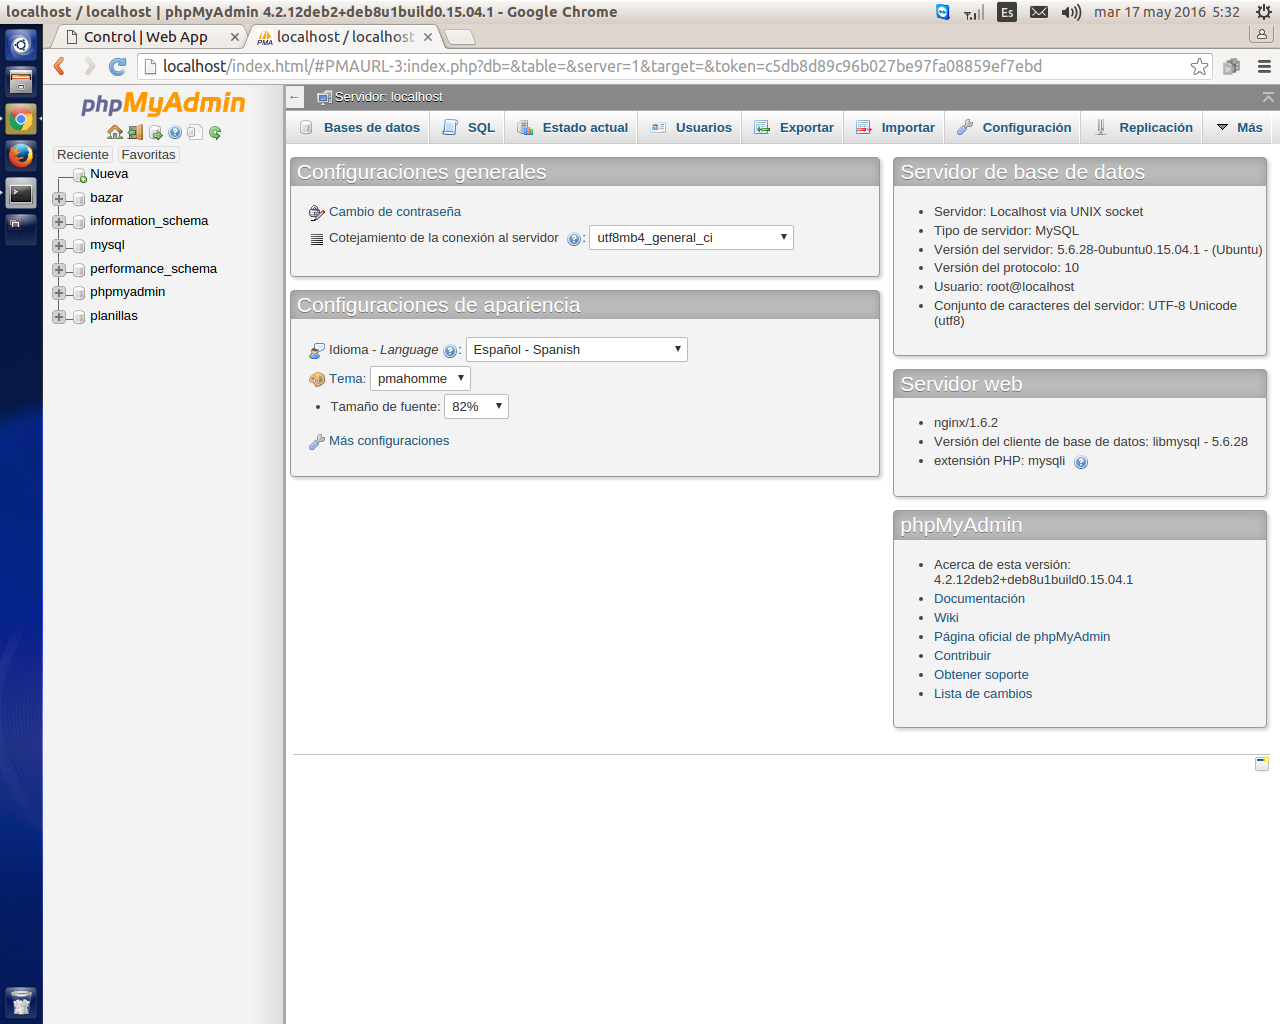 localhost / localhost | phpMyAdmin 4.2.12deb2+deb8u1build0.15.04.1 - Google Chrome
Es
mar 17 may 2016 5:32
Control | Web App
localhost / localhost
localhost/index.html/#PMAURL-3:index.php?db=&table=&server=1&target=&token=c5db8d89c96b027be97fa08859ef7ebd
phpMyAdmin
Reciente
Favoritas
Nueva
bazar
information_schema
mysql
performance_schema
phpmyadmin
planillas
Servidor: localhost
Bases de datos
SQL
Estado actual
Usuarios
Exportar
Importar
Configuración
Replicación
Más
Configuraciones generales
Cambio de contraseña
Cotejamiento de la conexión al servidor : utf8mb4_general_ci
Configuraciones de apariencia
Idioma - Language : Español - Spanish
Tema: pmahomme
Tamaño de fuente: 82%
Más configuraciones
Servidor de base de datos
Servidor: Localhost via UNIX socket
Tipo de servidor: MySQL
Versión del servidor: 5.6.28-0ubuntu0.15.04.1 - (Ubuntu)
Versión del protocolo: 10
Usuario: root@localhost
Conjunto de caracteres del servidor: UTF-8 Unicode
(utf8)
Servidor web
nginx/1.6.2
Versión del cliente de base de datos: libmysql - 5.6.28
extensión PHP: mysqli
phpMyAdmin
Acerca de esta versión:
4.2.12deb2+deb8u1build0.15.04.1
Documentación
Wiki
Página oficial de phpMyAdmin
Contribuir
Obtener soporte
Lista de cambios